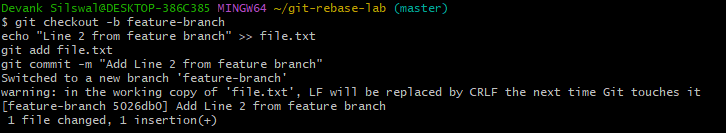 Devank Silswal@DESKTOP-386C385 MINGW64 ~/git-rebase-lab (master)
$ git checkout -b feature-branch
echo "Line 2 from feature branch" >> file.txt
git add file.txt
git commit -m "Add Line 2 from feature branch"
Switched to a new branch 'feature-branch'
warning: in the working copy of 'file.txt', LF will be replaced by CRLF the next time Git touches it
[feature-branch 5026db0] Add Line 2 from feature branch
 1 file changed, 1 insertion(+)